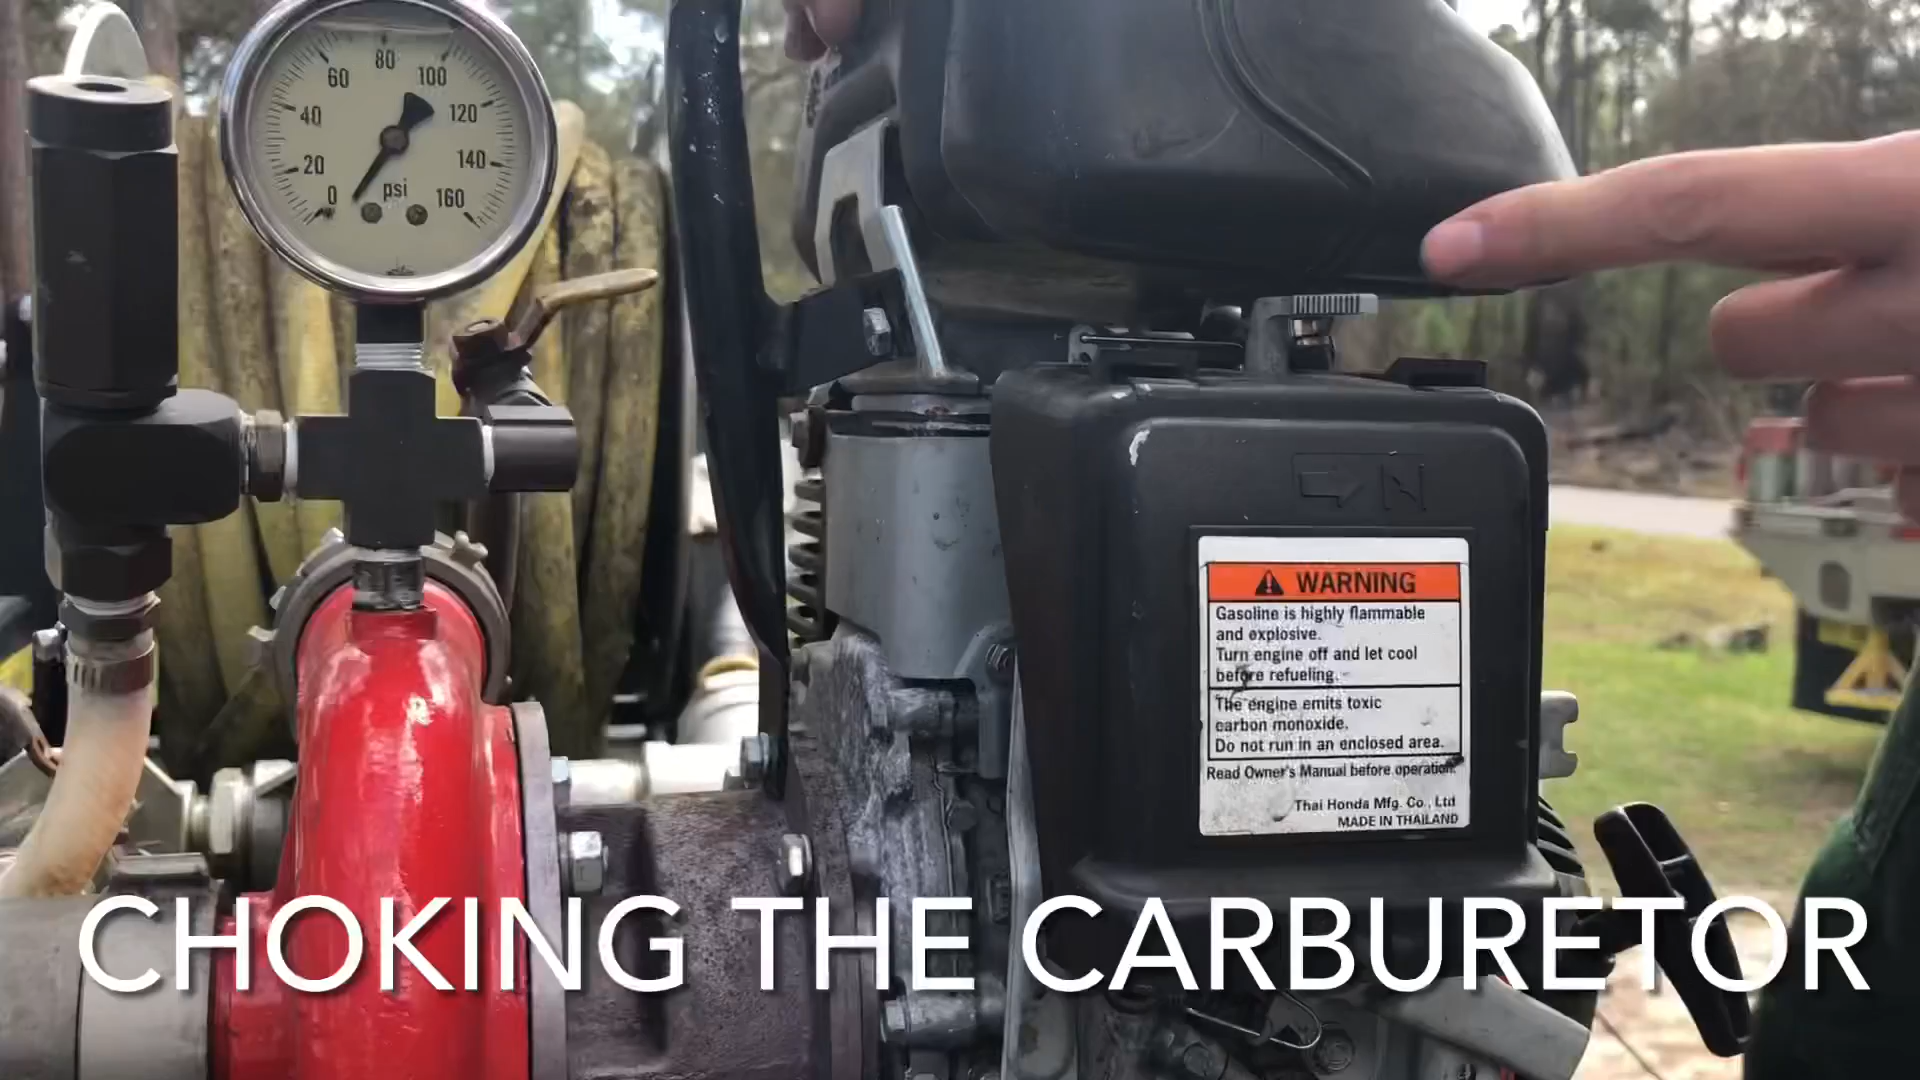 80
60
100
40
120
20
140
0
psi
160
WARNING
Gasoline is highly flammable
and explosive.
Turn engine off and let cool
before refueling.
The engine emits toxic
carbon monoxide.
Do not run in an enclosed area.
Read Owner's Manual before operation.
Thai Honda Mfg. Co., Ltd
MADE IN THAILAND
CHOKING THE CARBURETOR